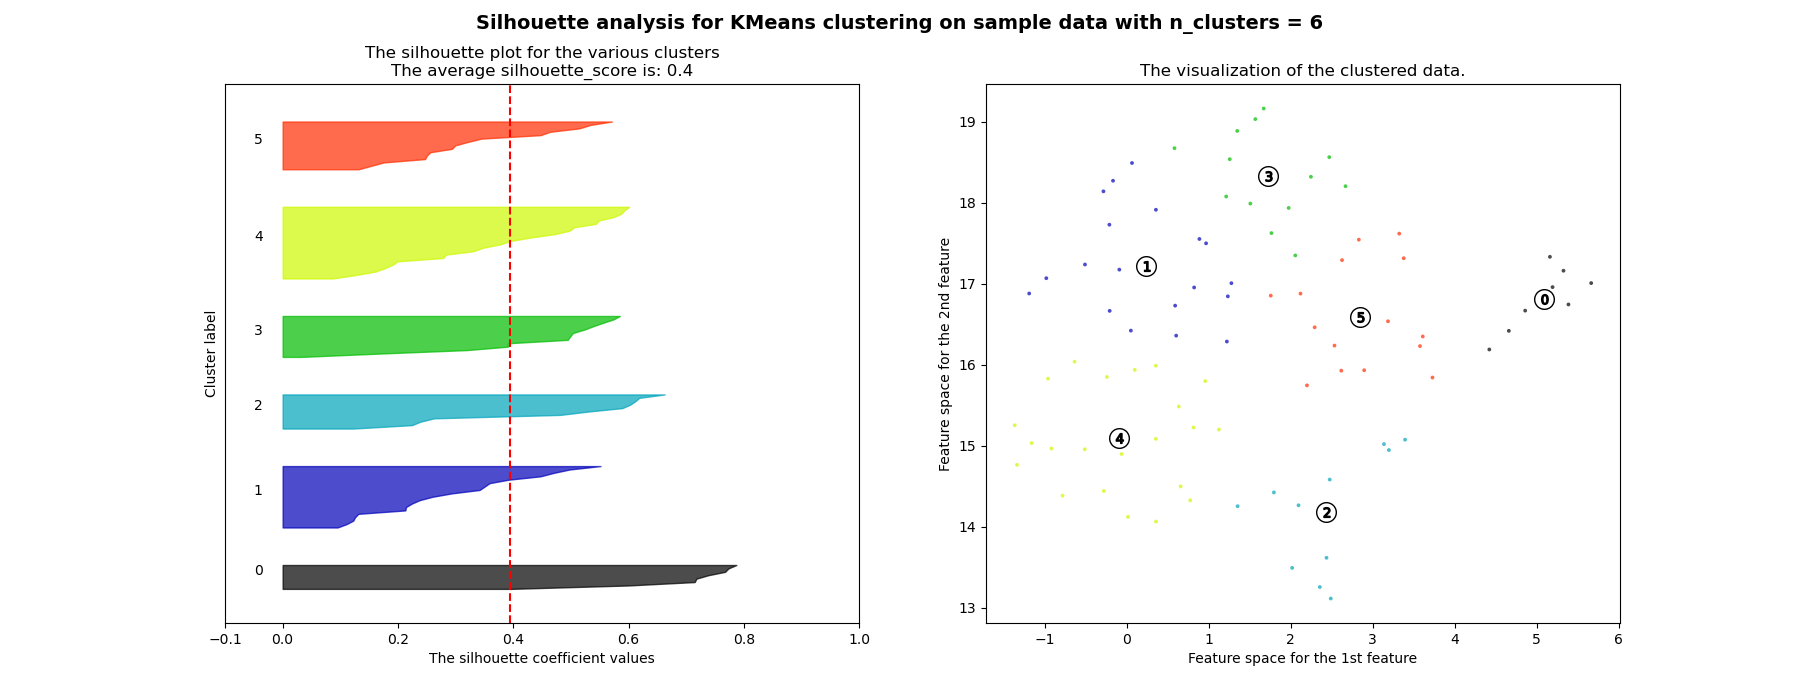 Silhouette analysis for KMeans clustering on sample data with n_clusters = 6
The silhouette plot for the various clusters
The average silhouette_score is: 0.4
Cluster label
5
4
3
2
1
0
−0.1 0.0 0.2 0.4 0.6 0.8 1.0
The silhouette coefficient values
The visualization of the clustered data.
Feature space for the 2nd feature
19
18
17
16
15
14
13
3
1
0
5
4
2
−1 0 1 2 3 4 5 6
Feature space for the 1st feature